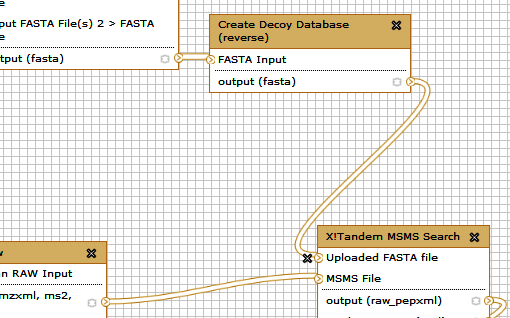 put FASTA File(s) 2 > FASTA
e
tput (fasta)
Create Decoy Database
(reverse)
FASTA Input
output (fasta)
X!Tandem MSMS Search
Uploaded FASTA file
MSMS File
output (raw_pepxml)
w
an RAW Input
mzxml, ms2,